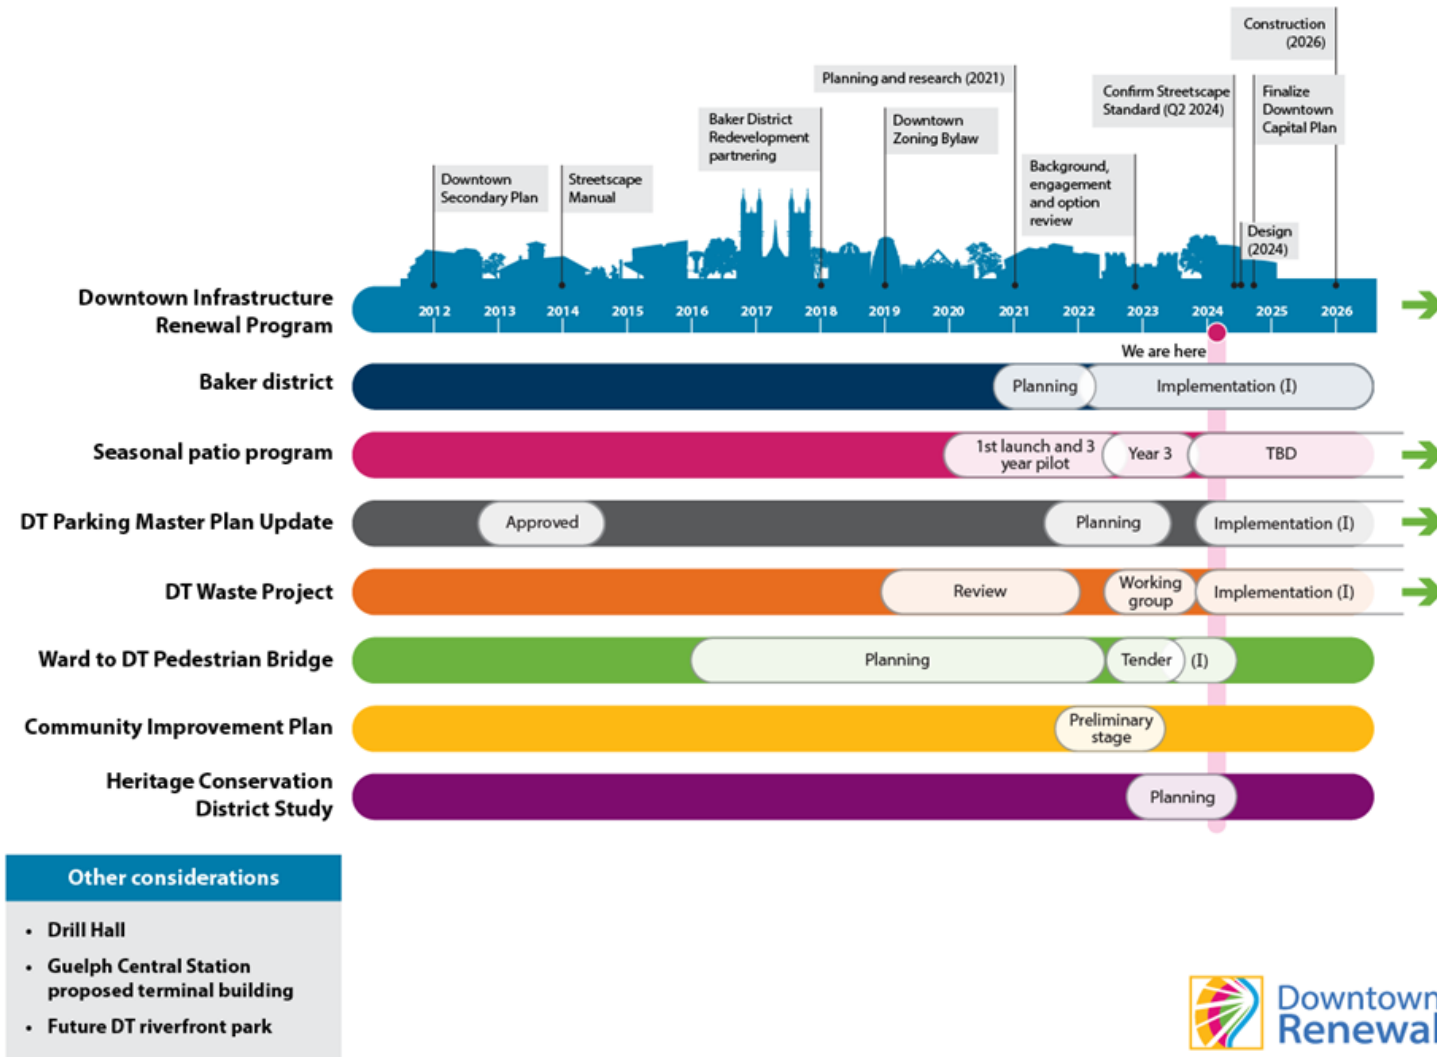 Construction
(2026)
Planning and research (2021)
Confirm Streetscape
Standard (Q2 2024)
Finalize
Downtown
Capital Plan
Baker District
Redevelopment
partnering
Downtown
Zoning Bylaw
Background,
engagement
and option
review
Downtown
Secondary Plan
Streetscape
Manual
Design
(2024)
Downtown Infrastructure
Renewal Program
2012 2013 2014 2015 2016 2017 2018 2019 2020 2021 2022 2023 2024 2025 2026
We are here
Baker district
Planning
Implementation (I)
Seasonal patio program
1st launch and 3
year pilot
Year 3
TBD
DT Parking Master Plan Update
Approved
Planning
Implementation (I)
DT Waste Project
Review
Working
group
Implementation (I)
Ward to DT Pedestrian Bridge
Planning
Tender
(I)
Community Improvement Plan
Preliminary
stage
Heritage Conservation
District Study
Planning
Other considerations
• Drill Hall
• Guelph Central Station
proposed terminal building
• Future DT riverfront park
Downtown
Renewal